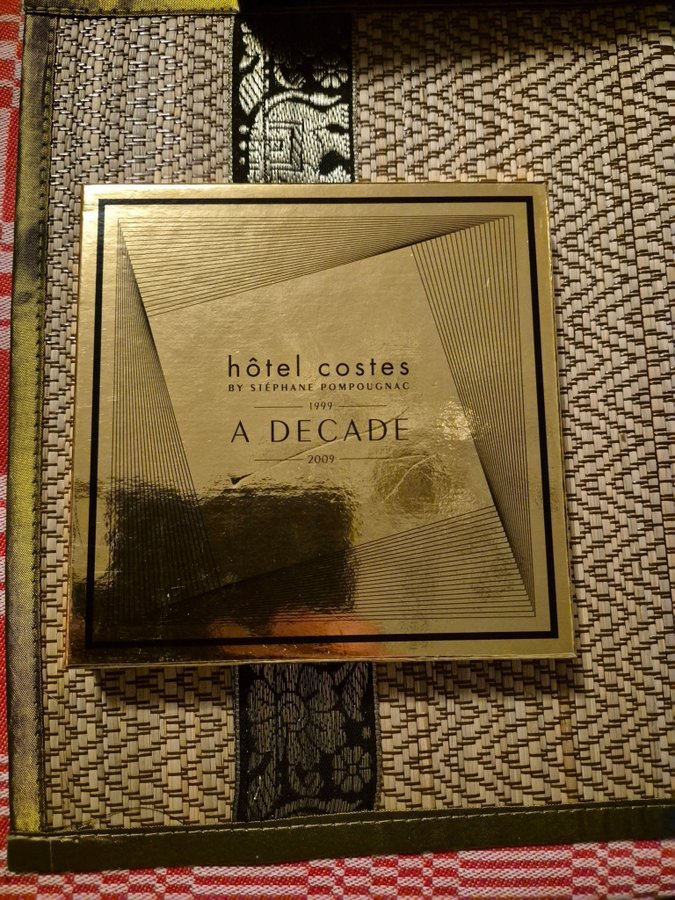 hôtel costes
BY STÉPHANE POMPOUGNAC
1999
A DECADE
2009